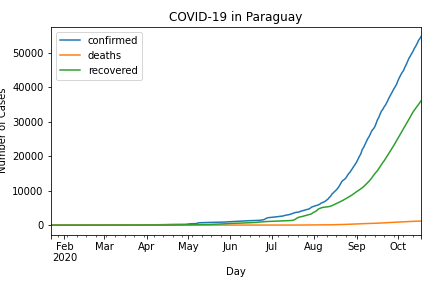 COVID-19 in Paraguay
confirmed
deaths
recovered
50000
40000
30000
20000
10000
0
Number of Cases
Feb Mar Apr May Jun Jul Aug Sep Oct
2020
Day